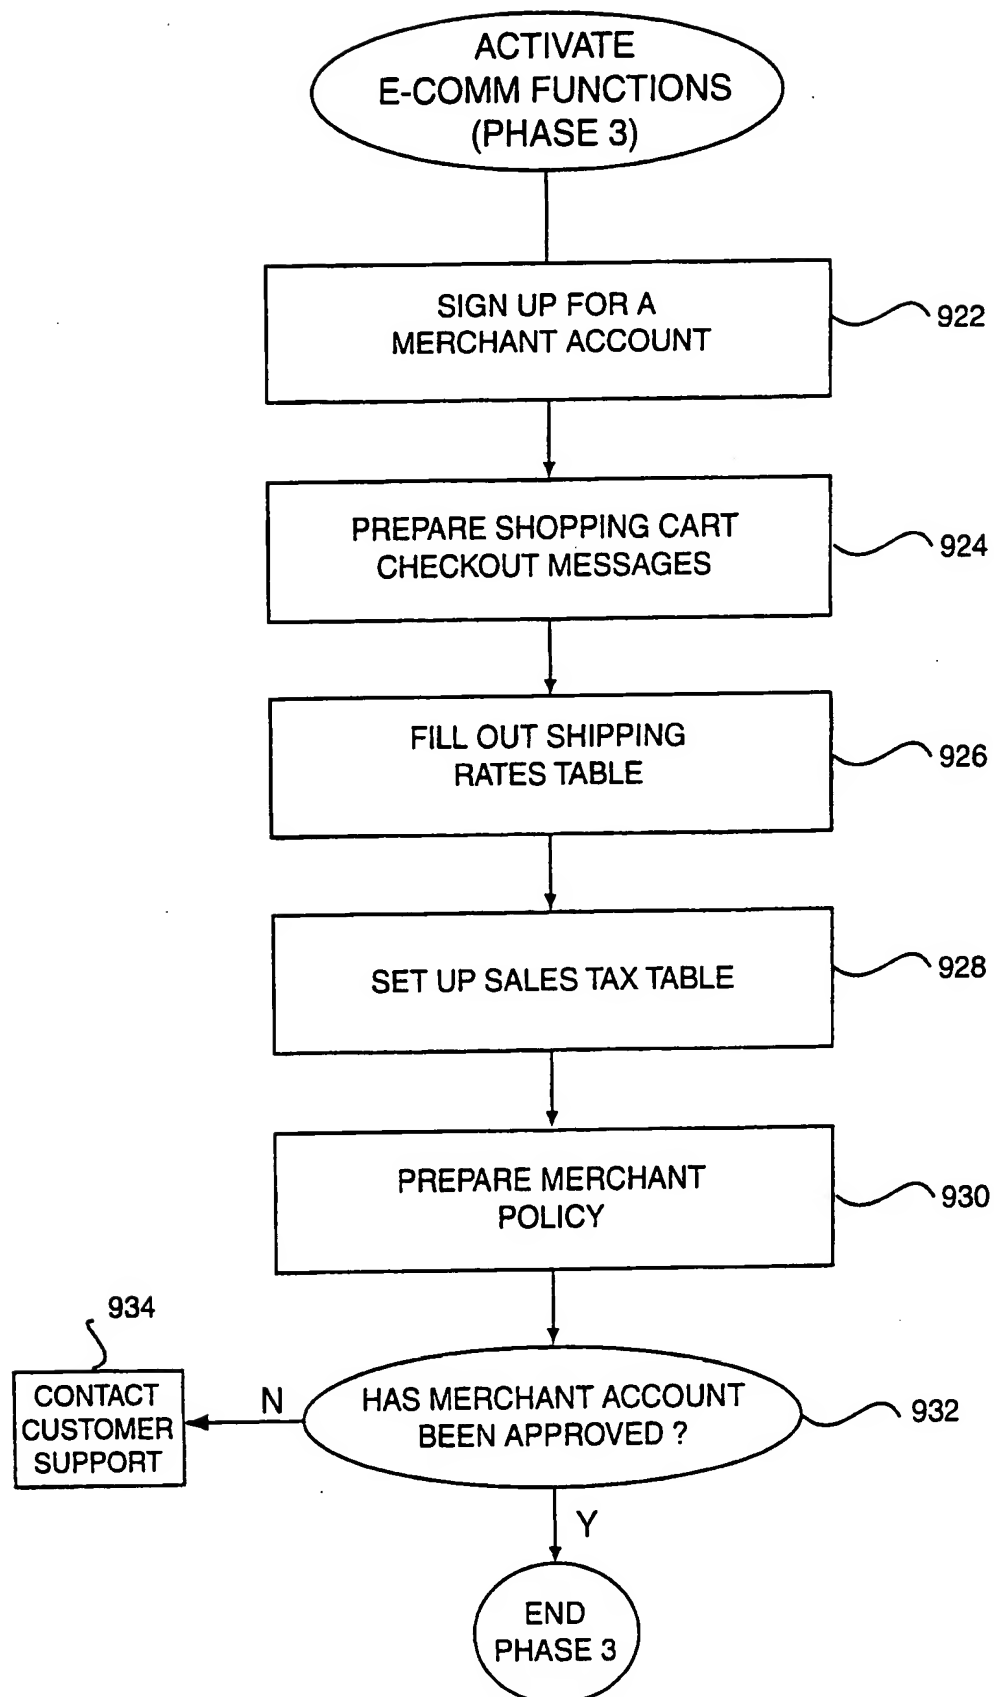 ACTIVATE
E-COMM FUNCTIONS
(PHASE 3)
SIGN UP FOR A
MERCHANT ACCOUNT
922
PREPARE SHOPPING CART
CHECKOUT MESSAGES
924
FILL OUT SHIPPING
RATES TABLE
926
SET UP SALES TAX TABLE
928
PREPARE MERCHANT
POLICY
930
934
CONTACT
CUSTOMER
SUPPORT
N
HAS MERCHANT ACCOUNT
BEEN APPROVED ?
932
Y
END
PHASE 3